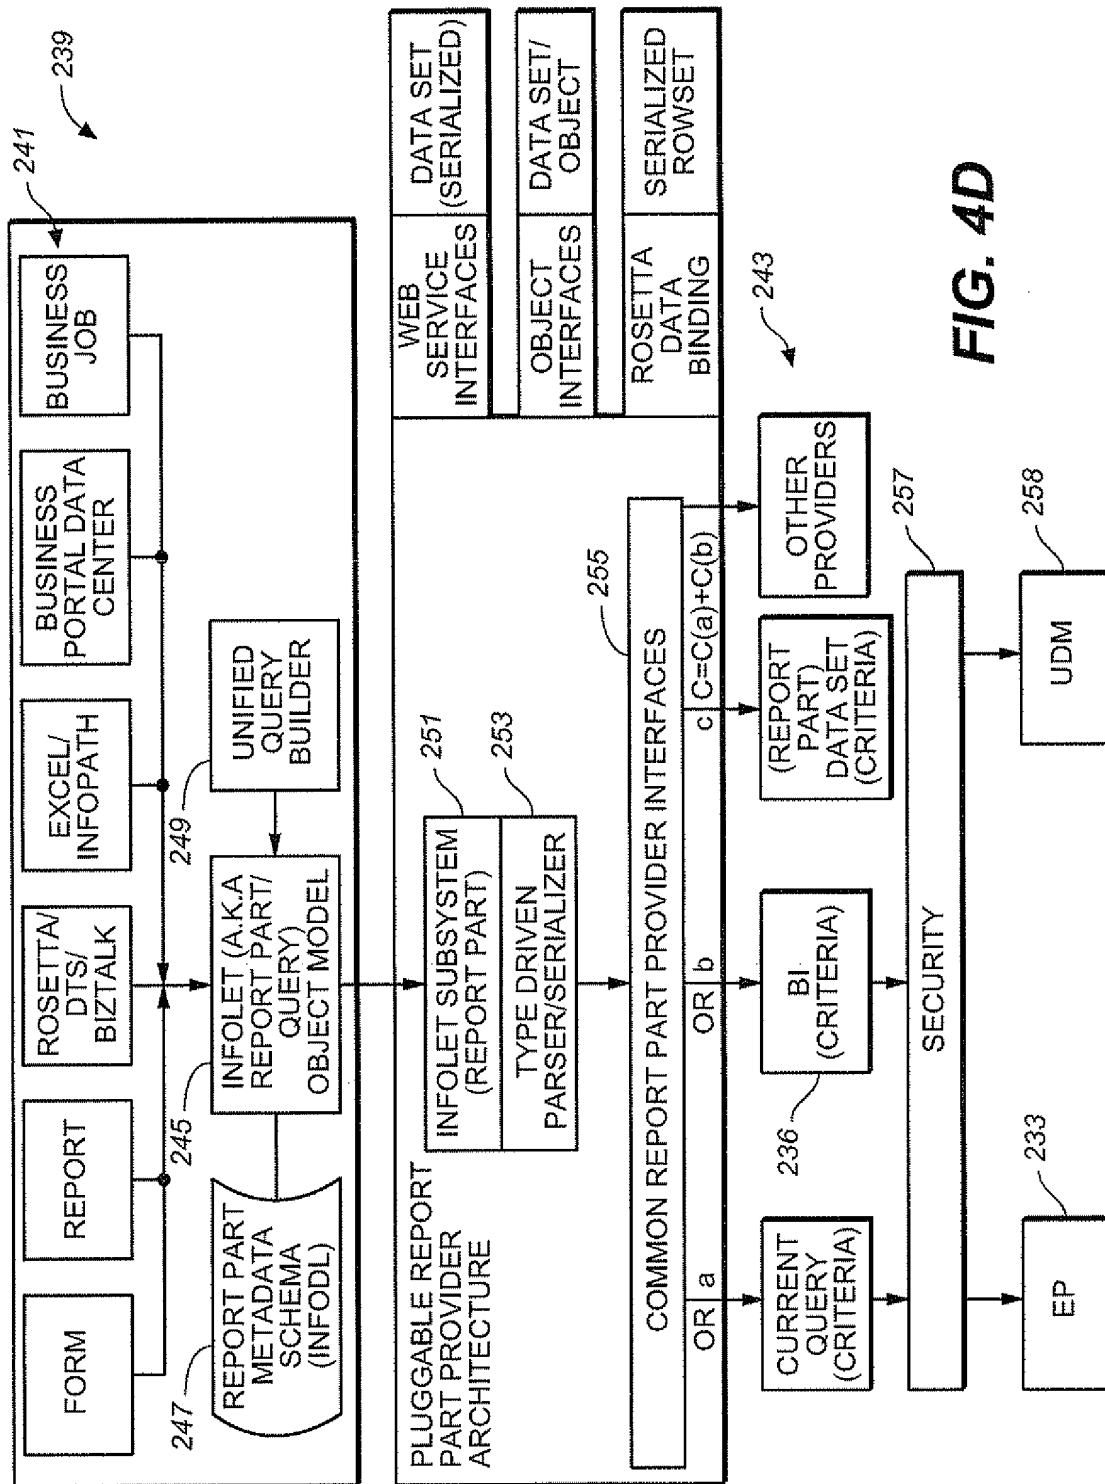 239
241
FORM
REPORT
ROSETTA/
DTS/
BIZTALK
EXCEL/
INFOPATH
BUSINESS
PORTAL DATA
CENTER
BUSINESS
JOB
247
245
249
REPORT PART
METADATA
SCHEMA
(INFODL)
INFOLET (A.K.A
REPORT PART/
QUERY)
OBJECT MODEL
UNIFIED
QUERY
BUILDER
PLUGGABLE REPORT
PART PROVIDER
ARCHITECTURE
251
INFOLET SUBSYSTEM
(REPORT PART)
253
TYPE DRIVEN
PARSER/SERIALIZER
WEB
SERVICE
INTERFACES
DATA SET
(SERIALIZED)
OBJECT
INTERFACES
DATA SET/
OBJECT
ROSETTA
DATA
BINDING
SERIALIZED
ROWSET
255
COMMON REPORT PART PROVIDER INTERFACES
OR a
OR b
c C=C(a)+C(b)
243
CURRENT
QUERY
(CRITERIA)
236
BI
(CRITERIA)
(REPORT
PART)
DATA SET
(CRITERIA)
OTHER
PROVIDERS
257
SECURITY
233
EP
258
UDM
FIG. 4D